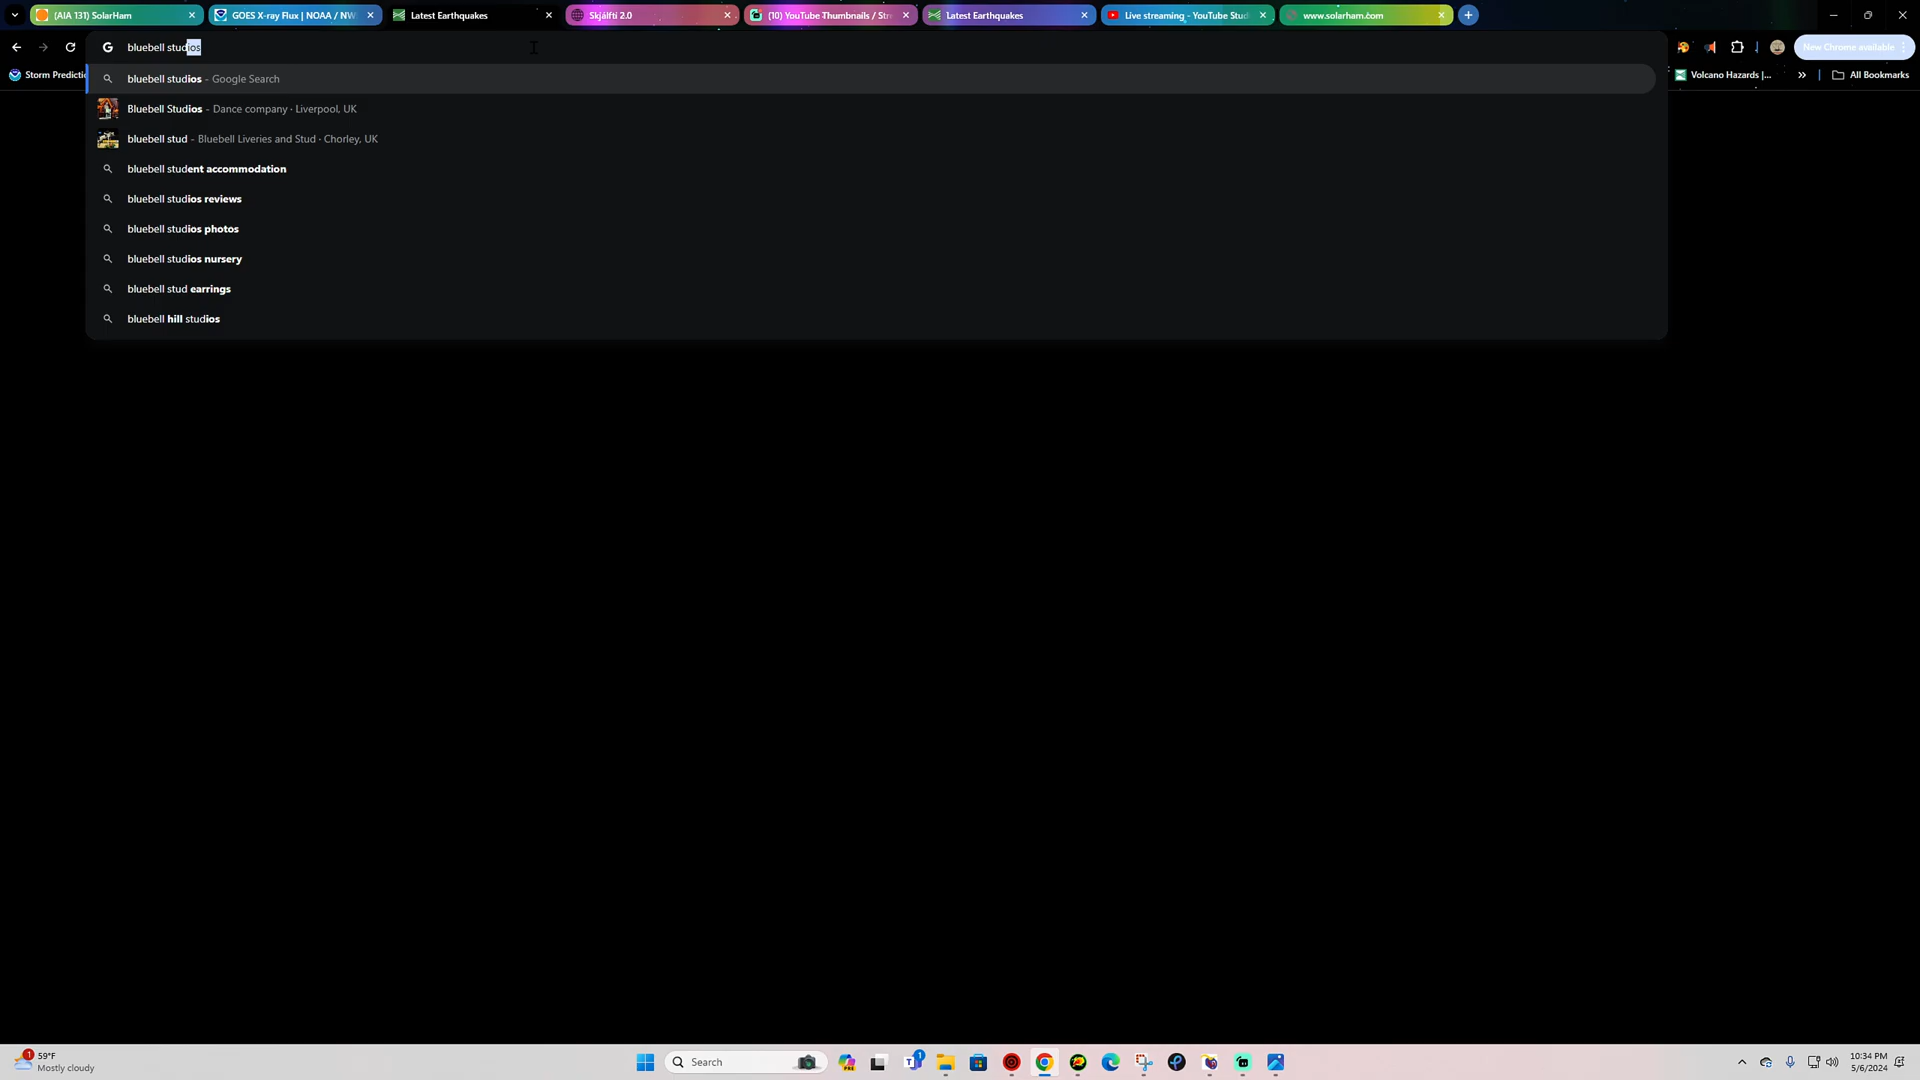 (AIA 131) SolarHam
GOES X-ray Flux | NOAA / NW
Latest Earthquakes
Skjálfti 2.0
(10) YouTube Thumbnails / Str
Latest Earthquakes
Live streaming - YouTube Stud
www.solarham.com
bluebell studios
New Chrome available
Storm Predictio
Volcano Hazards |...
All Bookmarks
bluebell studios - Google Search
Bluebell Studios - Dance company · Liverpool, UK
bluebell stud - Bluebell Liveries and Stud · Chorley, UK
bluebell student accommodation
bluebell studios reviews
bluebell studios photos
bluebell studios nursery
bluebell stud earrings
bluebell hill studios
1
59°F
Mostly cloudy
Search
PRE
1
10:34 PM
5/6/2024